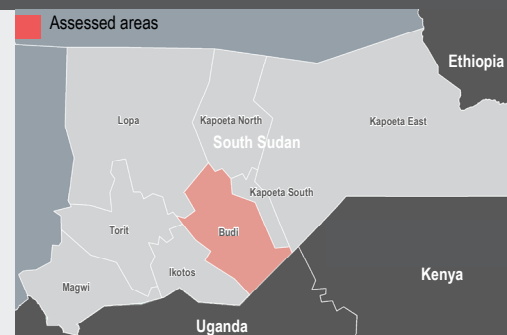 Assessed areas
Ethiopia
Lopa
Kapoeta North
Kapoeta East
South Sudan
Kapoeta South
Torit
Budi
Ikotos
Kenya
Magwi
Uganda